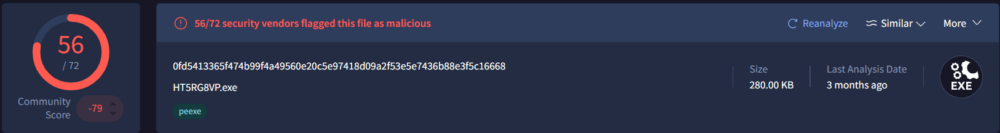 56
/ 72
Community
Score
-79
56/72 security vendors flagged this file as malicious
Reanalyze
Similar
More
0fd5413365f474b99f4a49560e20c5e97418d09a2f53e5e7436b88e3f5c16668
HT5RG8VP.exe
peexe
Size
280.00 KB
Last Analysis Date
3 months ago
EXE